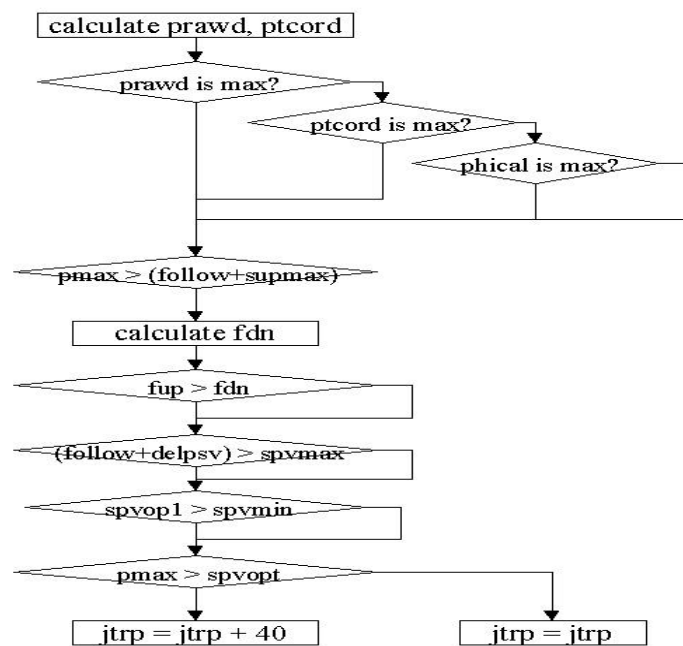 calculate prawd, ptcord
prawd is max?
ptcord is max?
phical is max?
pmax > (follow+supmax)
calculate fdn
fup > fdn
(follow+delpsv) > spvmax
spvop1 > spvmin
pmax > spvopt
jtrp = jtrp + 40
jtrp = jtrp